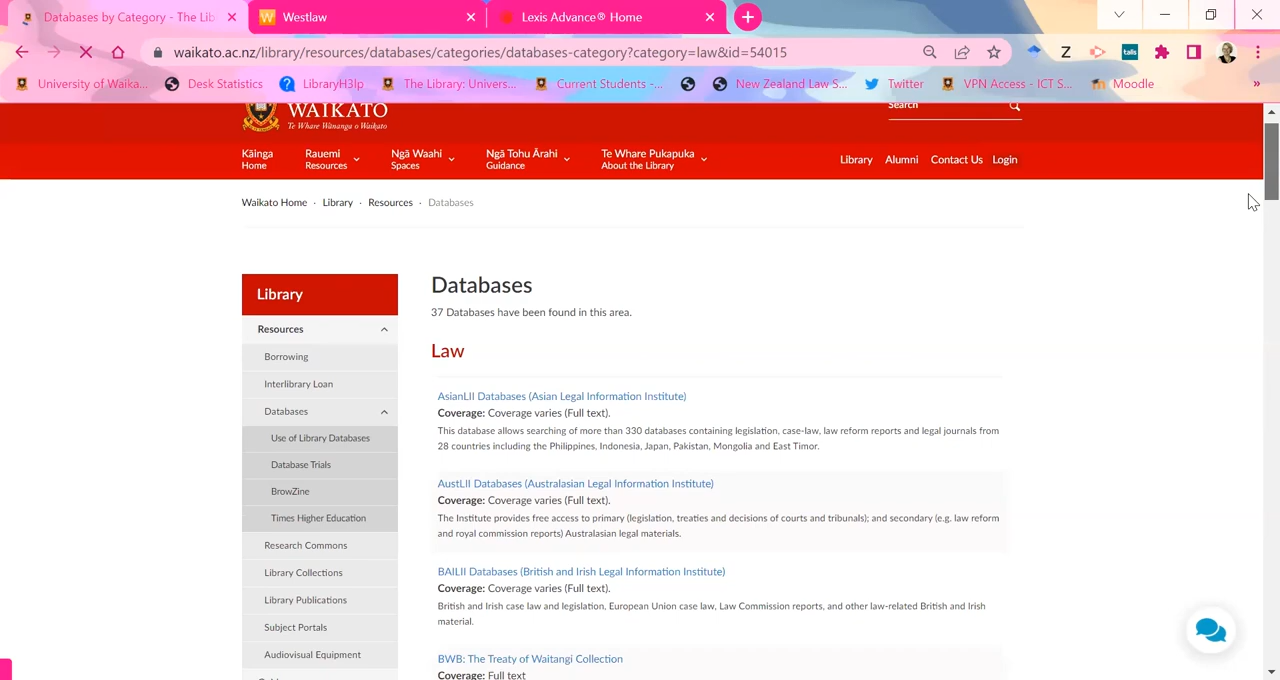 Databases by Category - The Lib
Westlaw
Lexis Advance® Home
waikato.ac.nz/library/resources/databases/categories/databases-category?category=law&id=54015
University of Waika...
Desk Statistics
LibraryH3lp
The Library: Univers...
Current Students -...
New Zealand Law S...
Twitter
VPN Access - ICT S...
Moodle
»
WAIKATO
Te Whare Wānanga o Waikato
Search
Kāinga
Home
Rauemi
Resources
Ngā Waahi
Spaces
Ngā Tohu Ārahi
Guidance
Te Whare Pukapuka
About the Library
Library
Alumni
Contact Us
Login
Waikato Home · Library · Resources · Databases
Library
Resources
Borrowing
Interlibrary Loan
Databases
Use of Library Databases
Database Trials
BrowZine
Times Higher Education
Research Commons
Library Collections
Library Publications
Subject Portals
Audiovisual Equipment
Databases
37 Databases have been found in this area.
Law
AsianLII Databases (Asian Legal Information Institute)
Coverage: Coverage varies (Full text).
This database allows searching of more than 330 databases containing legislation, case-law, law reform reports and legal journals from
28 countries including the Philippines, Indonesia, Japan, Pakistan, Mongolia and East Timor.
AustLII Databases (Australasian Legal Information Institute)
Coverage: Coverage varies (Full text).
The Institute provides free access to primary (legislation, treaties and decisions of courts and tribunals); and secondary (e.g. law reform
and royal commission reports) Australasian legal materials.
BAILII Databases (British and Irish Legal Information Institute)
Coverage: Coverage varies (Full text).
British and Irish case law and legislation, European Union case law, Law Commission reports, and other law-related British and Irish
material.
BWB: The Treaty of Waitangi Collection
Coverage: Full text